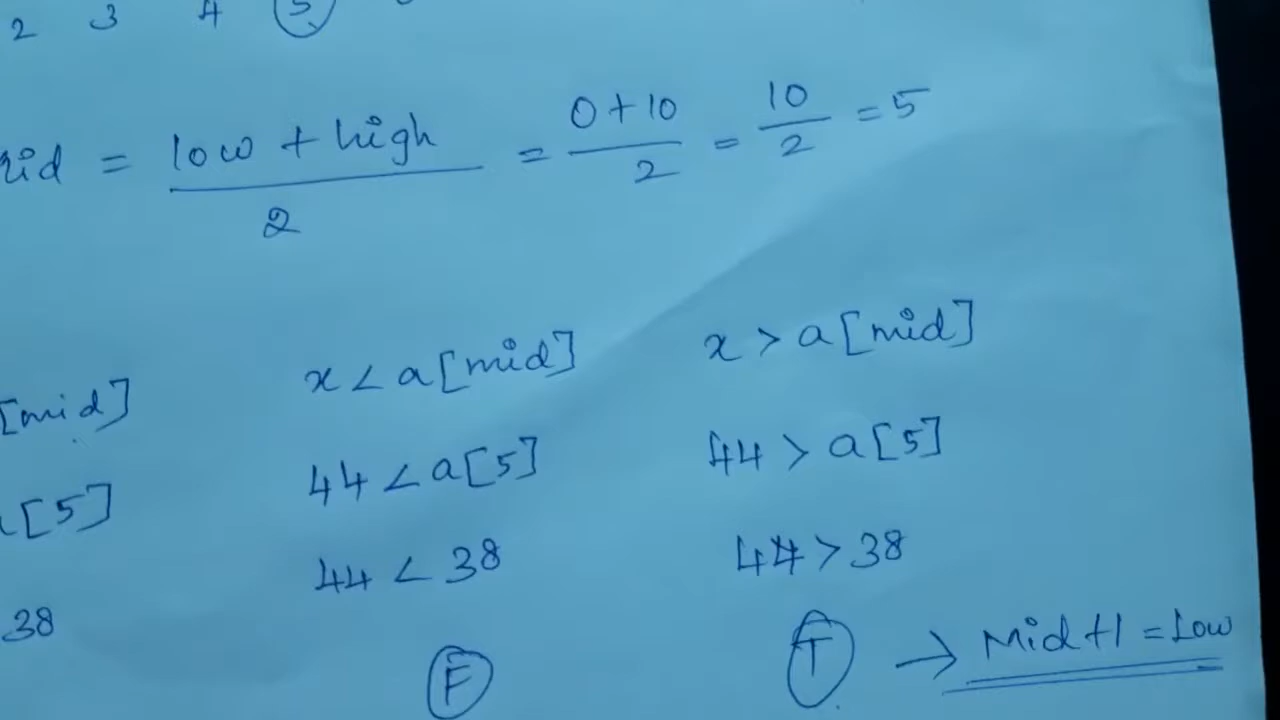 2 3 4 5
mid = low + high / 2 = 0 + 10 / 2 = 10 / 2 = 5
[mid] x < a[mid] x > a[mid]
[5] 44 < a[5] 44 > a[5]
38 44 < 38 44 > 38
F T → Mid + 1 = Low